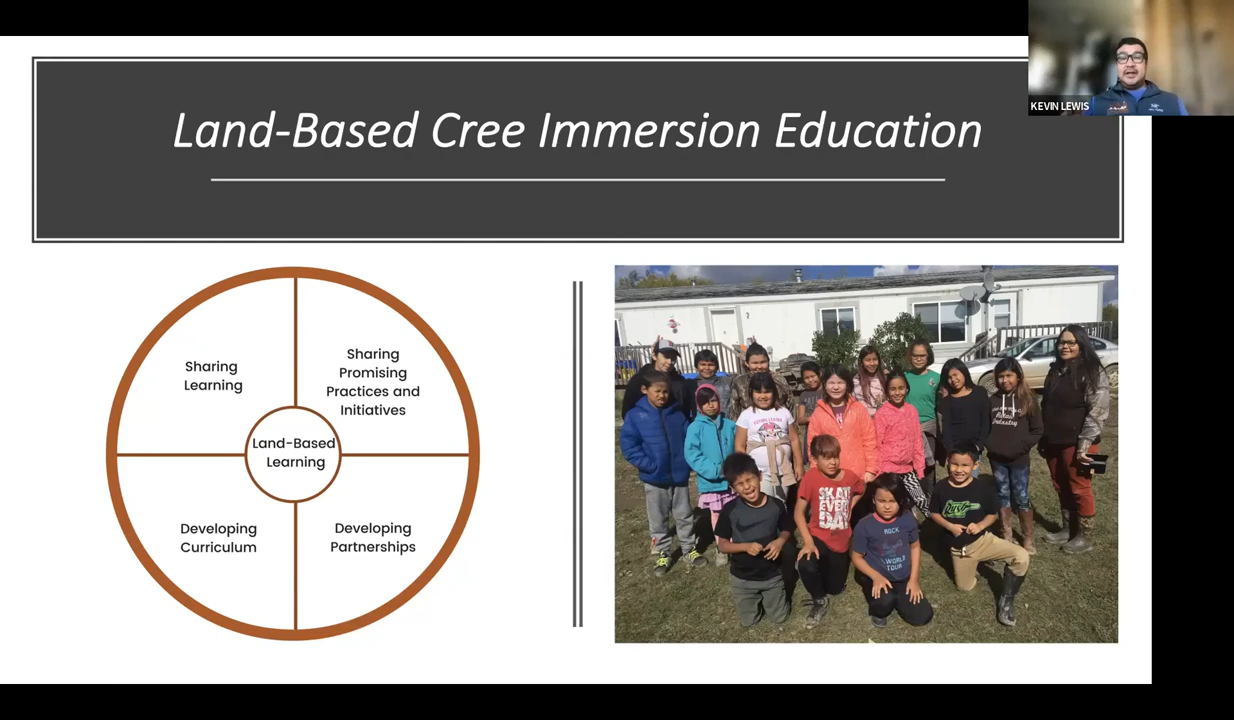 KEVIN LEWIS
Land-Based Cree Immersion Education
Sharing
Learning
Sharing
Promising
Practices and
Initiatives
Land-Based
Learning
Developing
Curriculum
Developing
Partnerships
SKATE
EVERY
DAY
ROCK
WORLD
TOUR